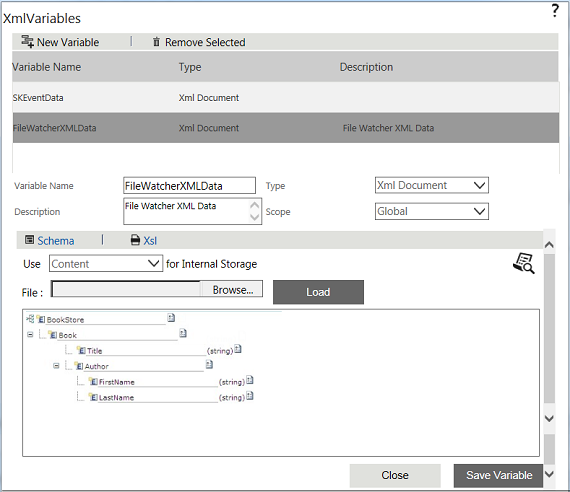 XmlVariables
?
New Variable | Remove Selected
Variable Name Type Description
SKEventData Xml Document
FileWatcherXMLData Xml Document File Watcher XML Data
Variable Name FileWatcherXMLData Type Xml Document
Description File Watcher XML Data Scope Global
Schema | Xsl
Use Content for Internal Storage
File : Browse... Load
BookStore
Book
Title (string)
Author
FirstName (string)
LastName (string)
Close Save Variable